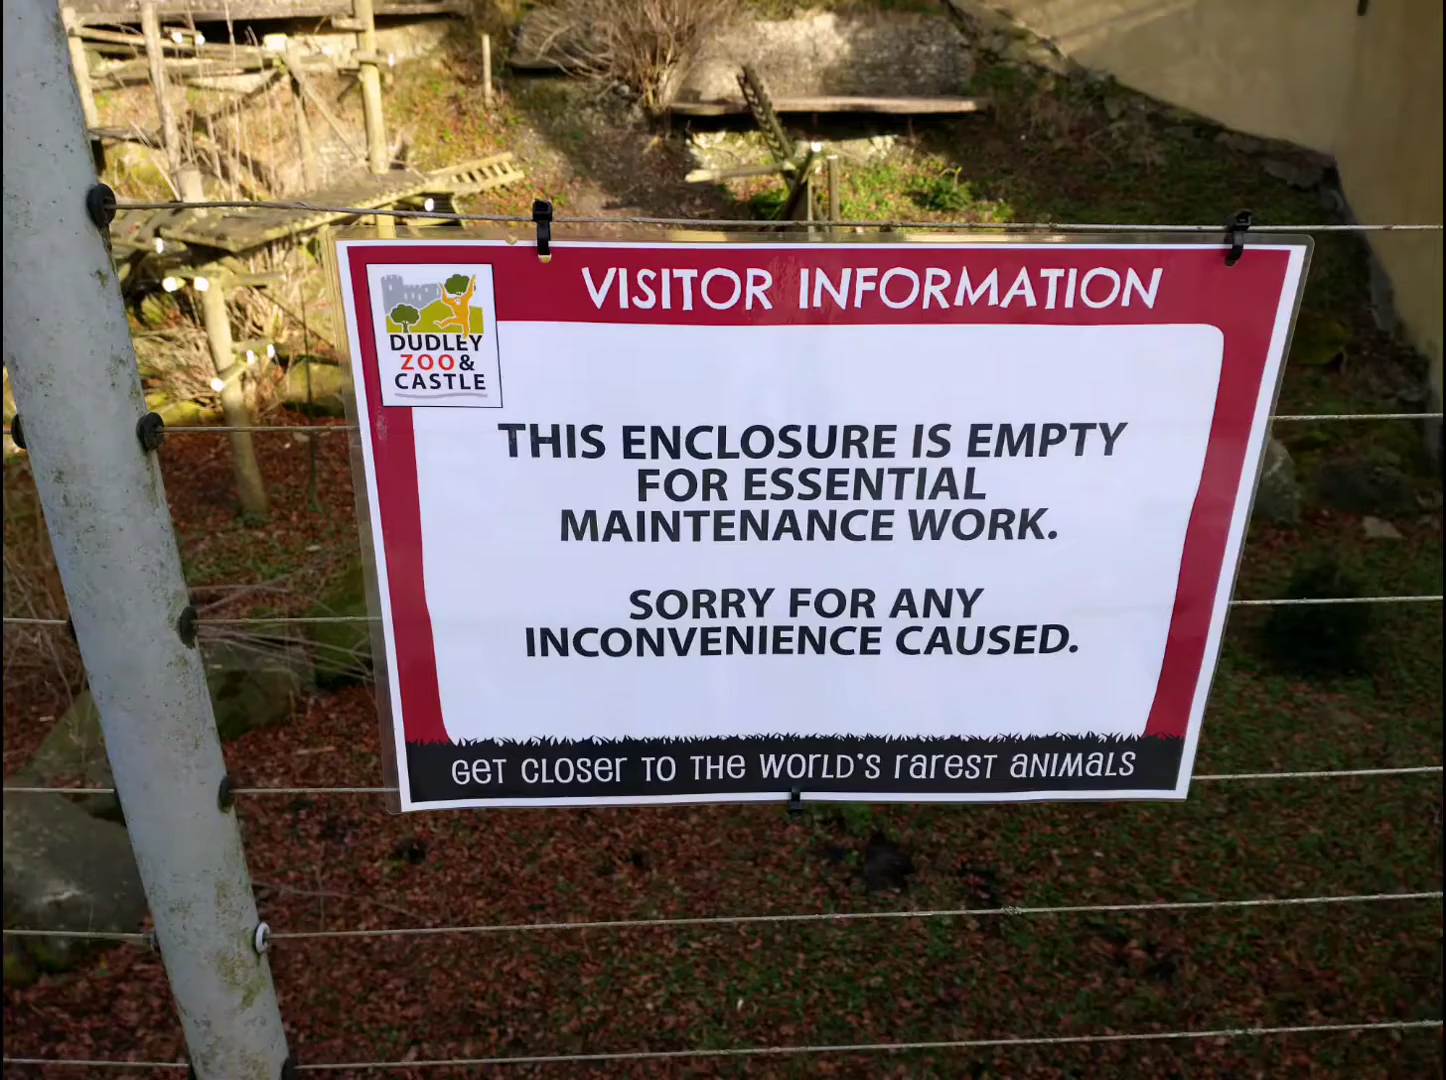 VISITOR INFORMATION
DUDLEY
ZOO &
CASTLE
THIS ENCLOSURE IS EMPTY
FOR ESSENTIAL
MAINTENANCE WORK.
SORRY FOR ANY
INCONVENIENCE CAUSED.
GET CLOSER TO THE WORLD'S RAREST ANIMALS